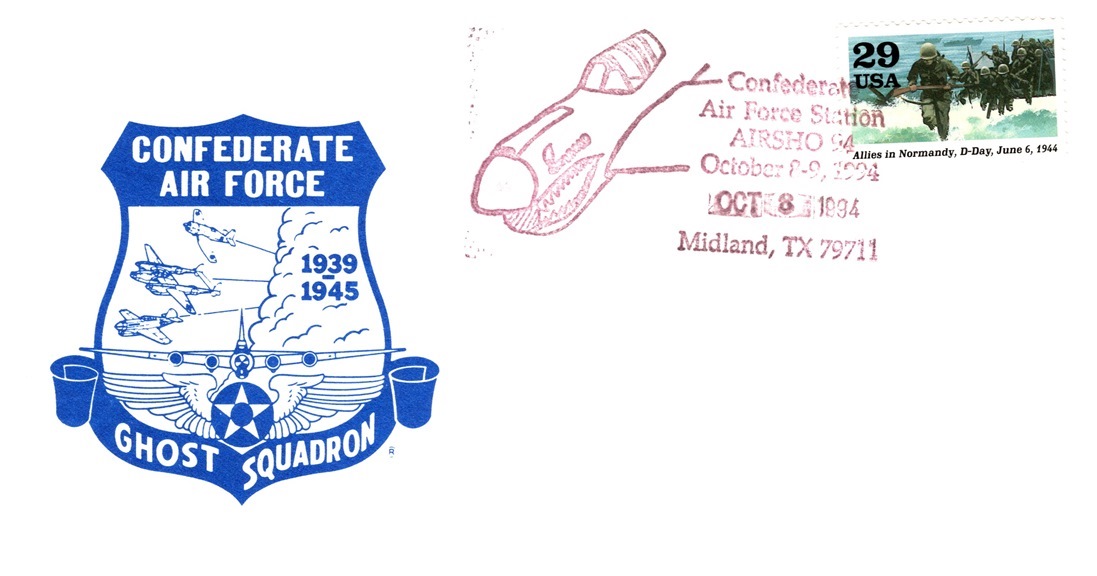 CONFEDERATE
AIR FORCE
1939
-
1945
GHOST SQUADRON
R
Confederate
Air Force Station
AIRSHO 94
October 8-9, 1994
OCT 8 1994
Midland, TX 79711
29
USA
Allies in Normandy, D-Day, June 6, 1944